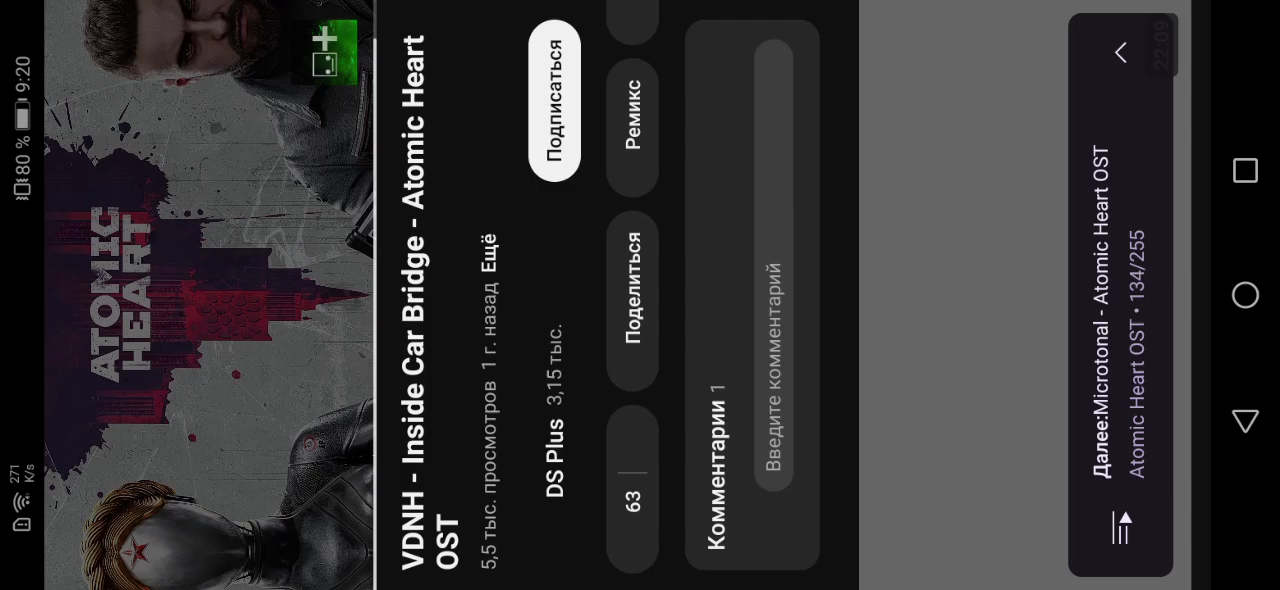 271 K/s
80 % 9:20
ATOMIC
HEART
VDNH - Inside Car Bridge - Atomic Heart
OST
5,5 тыс. просмотров 1 г. назад Ещё
DS Plus 3,15 тыс. Подписаться
63 Поделиться Ремикс
Комментарии 1
Введите комментарий
Далее:Microtonal - Atomic Heart OST
Atomic Heart OST • 134/255
22:09